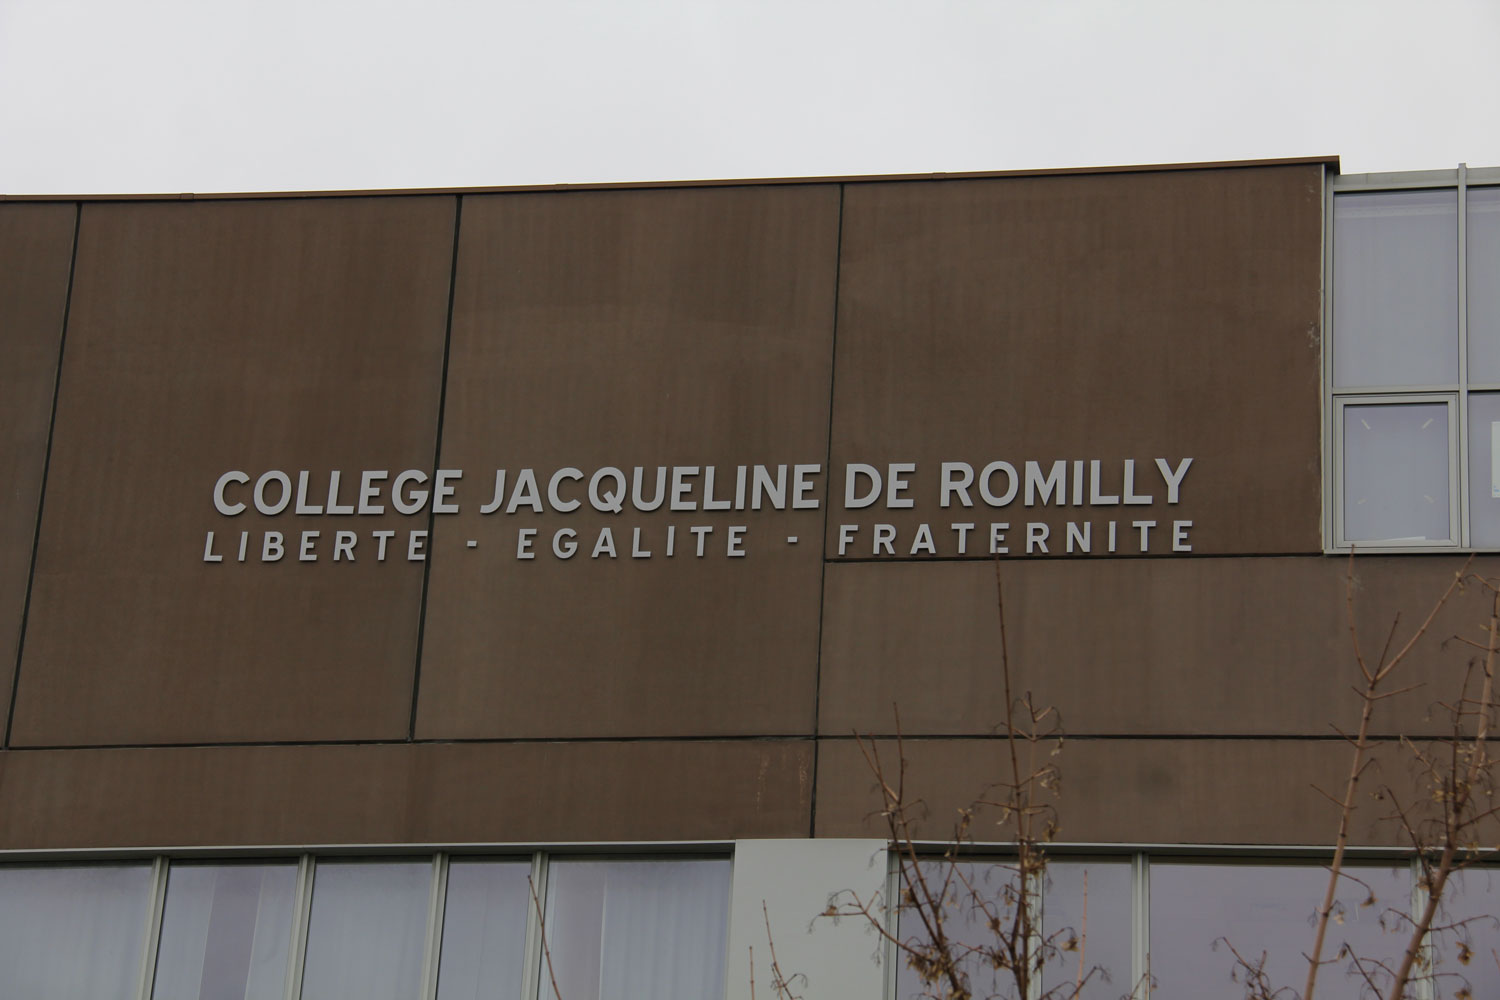 COLLEGE JACQUELINE DE ROMILLY
LIBERTE - EGALITE - FRATERNITE